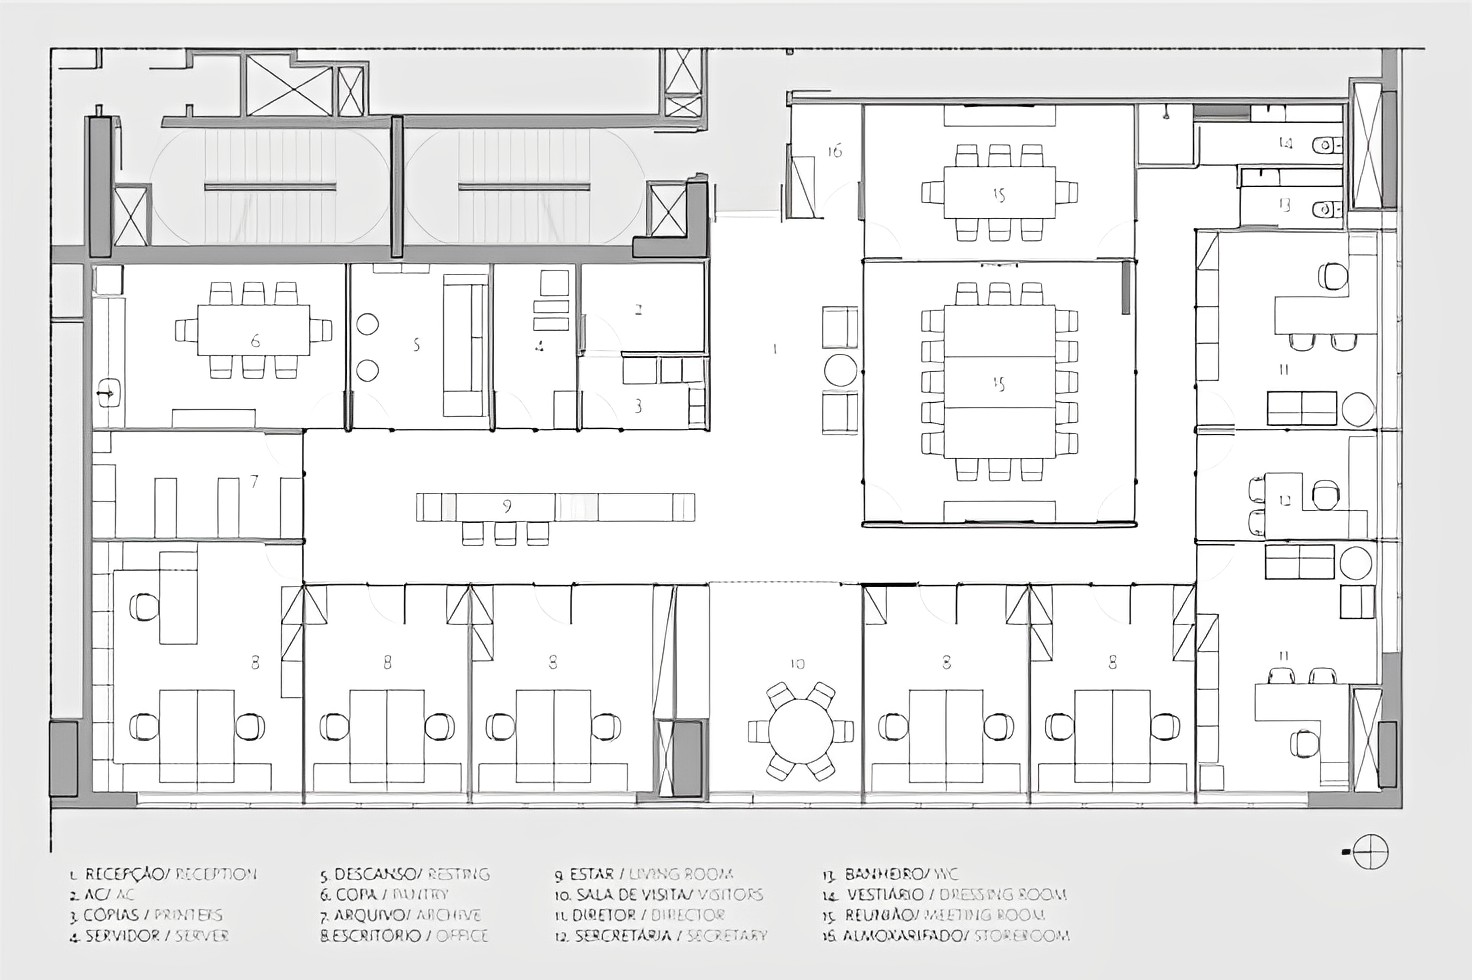 16
14
15
13
2
6
5
4
1
15
11
3
7
9
12
8
8
8
10
8
8
11
1. RECEPÇÃO/ RECEPTION
2. AC/ AC
3. CÓPIAS / PRINTERS
4. SERVIDOR / SERVER
5. DESCANSO/ RESTING
6. COPA / PANTRY
7. ARQUIVO/ ARCHIVE
8.ESCRITÓRIO / OFFICE
9. ESTAR / LIVING ROOM
10. SALA DE VISITA/ VISITORS
11. DIRETOR / DIRECTOR
12. SERCRETÁRIA / SECRETARY
13. BANHEIRO/ WC
14. VESTIÁRIO / DRESSING ROOM
15. REUNIÃO/ MEETING ROOM
16. ALMOXARIFADO/ STOREROOM